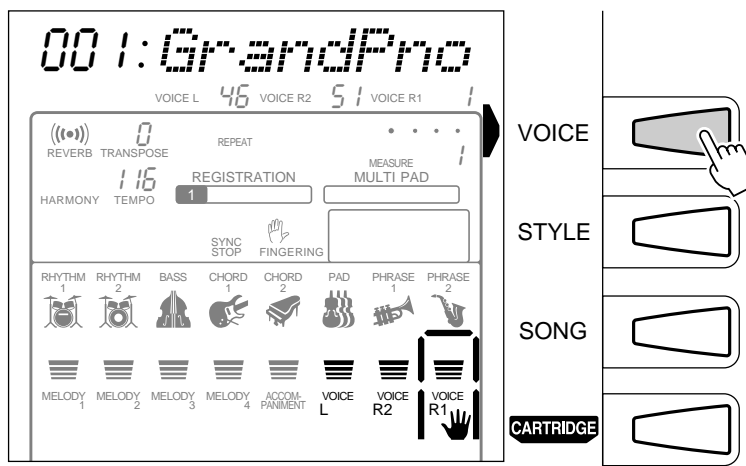 001:GrandPno
VOICE L 46 VOICE R2 51 VOICE R1 1
REVERB TRANSPOSE 0 REPEAT
MEASURE 1
HARMONY TEMPO 116 REGISTRATION MULTI PAD
1
SYNC STOP FINGERING
RHYTHM 1 RHYTHM 2 BASS CHORD 1 CHORD 2 PAD PHRASE 1 PHRASE 2
MELODY 1 MELODY 2 MELODY 3 MELODY 4 ACCOM-PANIMENT VOICE L VOICE R2 VOICE R1
VOICE
STYLE
SONG
CARTRIDGE